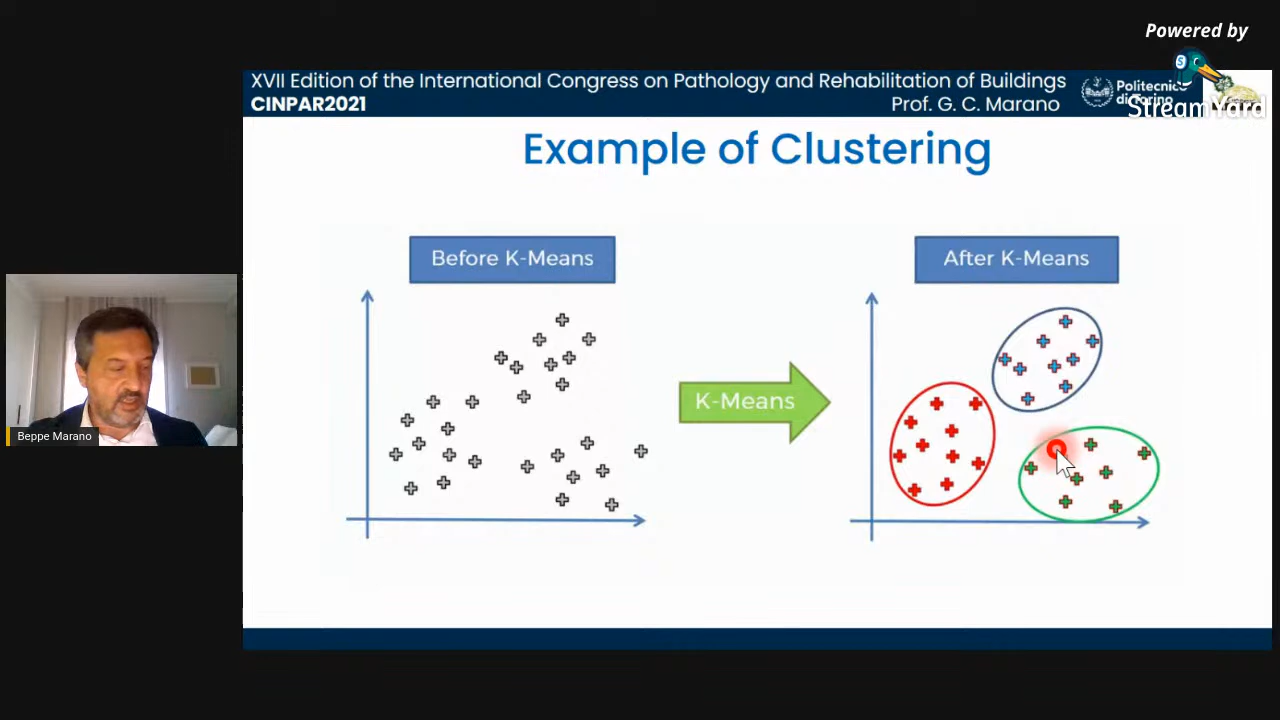 Powered by
StreamYard
XVII Edition of the International Congress on Pathology and Rehabilitation of Buildings
CINPAR2021
Prof. G. C. Marano
Politecnico
di Torino
Example of Clustering
Before K-Means
After K-Means
K-Means
Beppe Marano